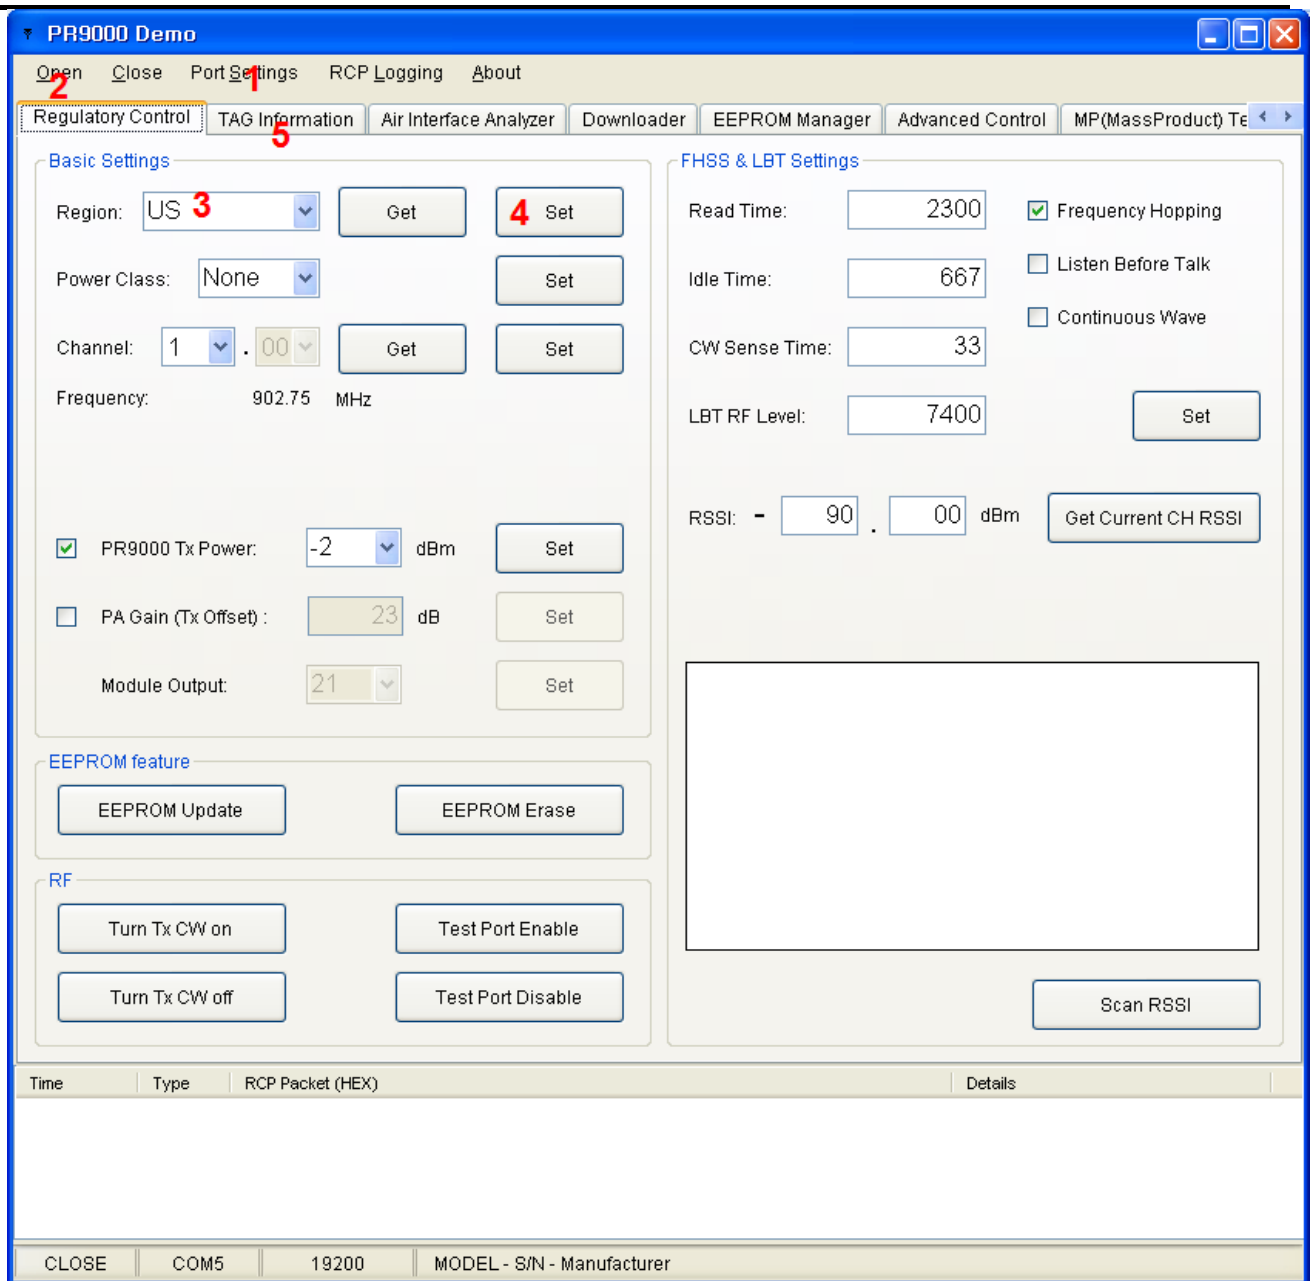 PR9000 Demo
Open Close Port Settings RCP Logging About
2 1
Regulatory Control TAG Information Air Interface Analyzer Downloader EEPROM Manager Advanced Control MP(MassProduct) Te
5
Basic Settings
Region: US 3 Get 4 Set
Power Class: None Set
Channel: 1 . 00 Get Set
Frequency: 902.75 MHz
PR9000 Tx Power: -2 dBm Set
PA Gain (Tx Offset) : 23 dB Set
Module Output: 21 Set
EEPROM feature
EEPROM Update EEPROM Erase
RF
Turn Tx CW on Test Port Enable
Turn Tx CW off Test Port Disable
FHSS & LBT Settings
Read Time: 2300 Frequency Hopping
Idle Time: 667 Listen Before Talk
Continuous Wave
CW Sense Time: 33
LBT RF Level: 7400 Set
RSSI: - 90 . 00 dBm Get Current CH RSSI
Scan RSSI
Time Type RCP Packet (HEX) Details
CLOSE COM5 19200 MODEL - S/N - Manufacturer